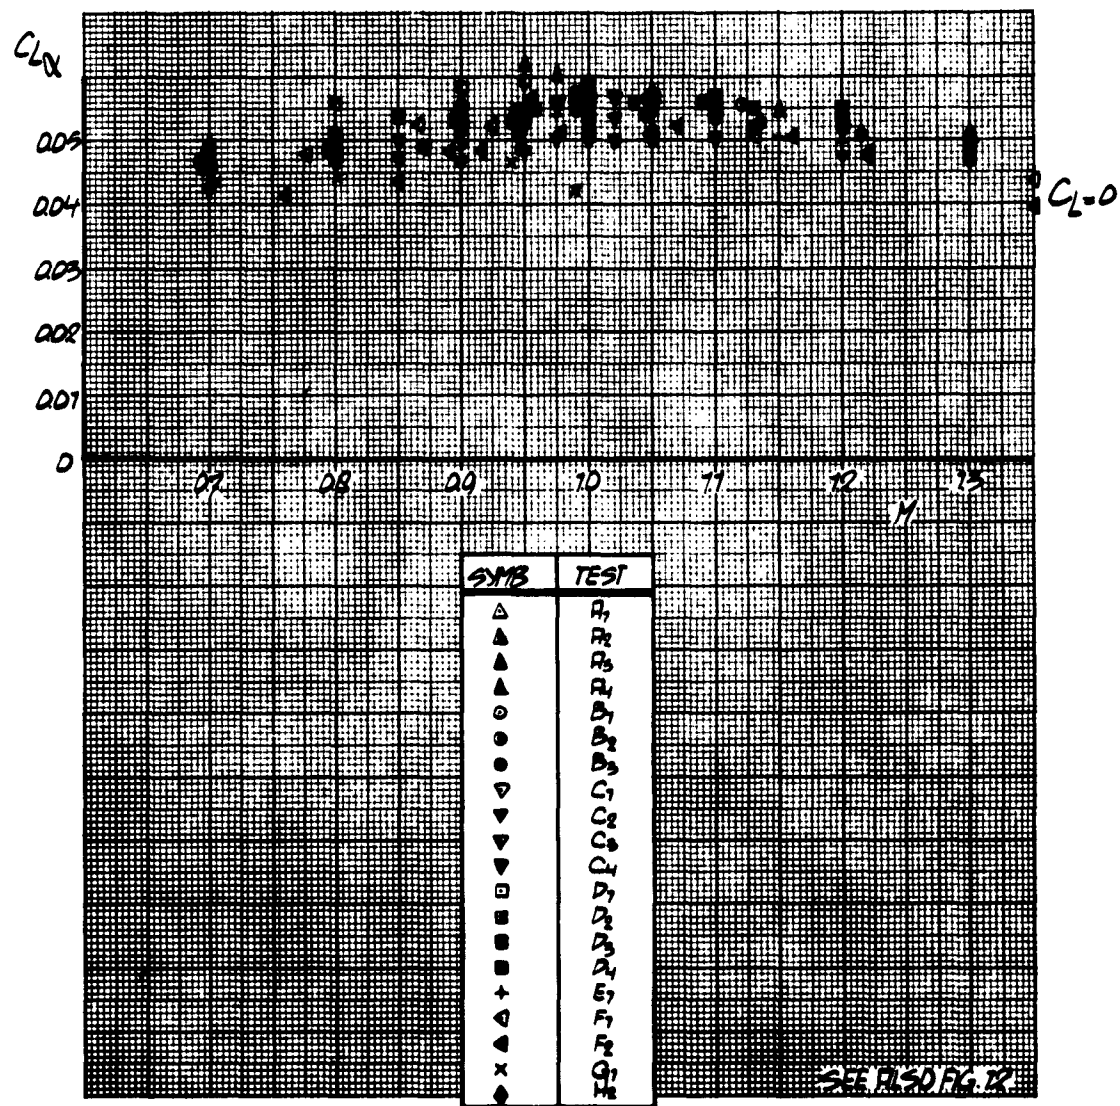 CLα
0.05
0.04
CL=0
0.03
0.02
0.01
0
0.7 0.8 0.9 1.0 1.1 1.2 1.3
M
SYMB TEST
A1
A2
A3
A4
B1
B2
B3
C1
C2
C3
C4
D1
D2
D3
D4
E1
F1
F2
G1
H2
SEE ALSO FIG. 12